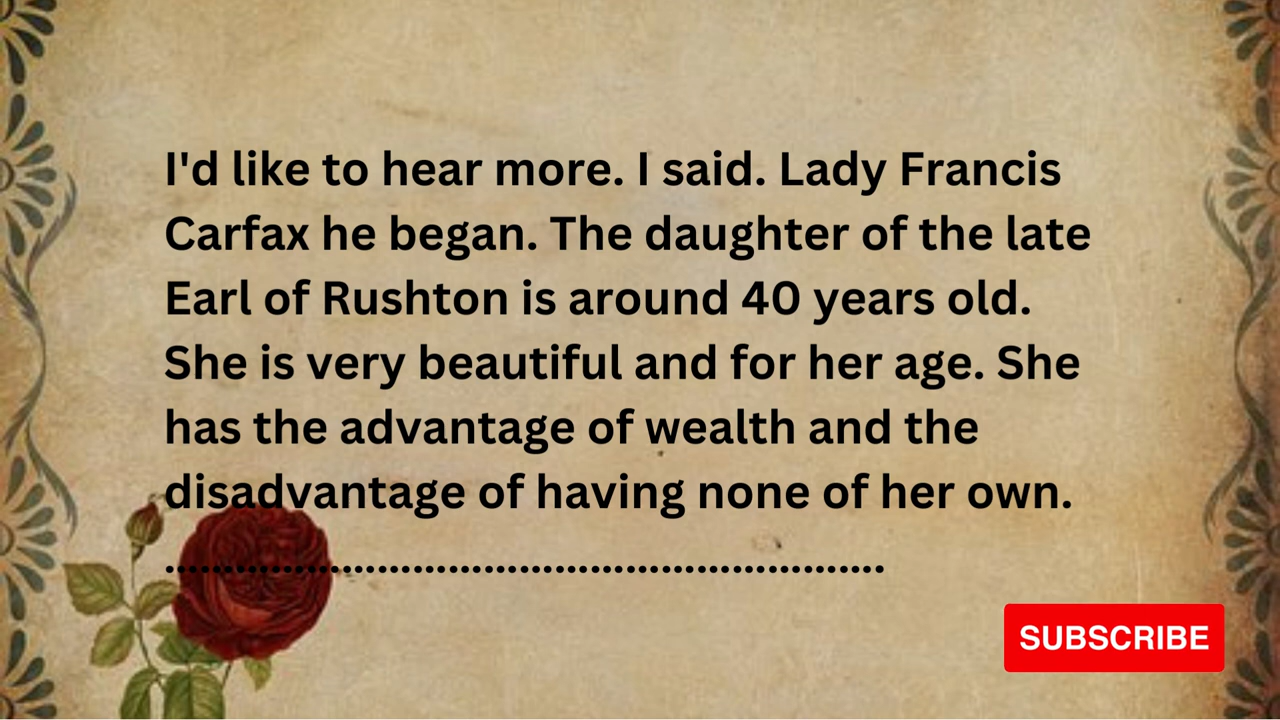 I'd like to hear more. I said. Lady Francis
Carfax he began. The daughter of the late
Earl of Rushton is around 40 years old.
She is very beautiful and for her age. She
has the advantage of wealth and the
disadvantage of having none of her own.
..............................................................
SUBSCRIBE